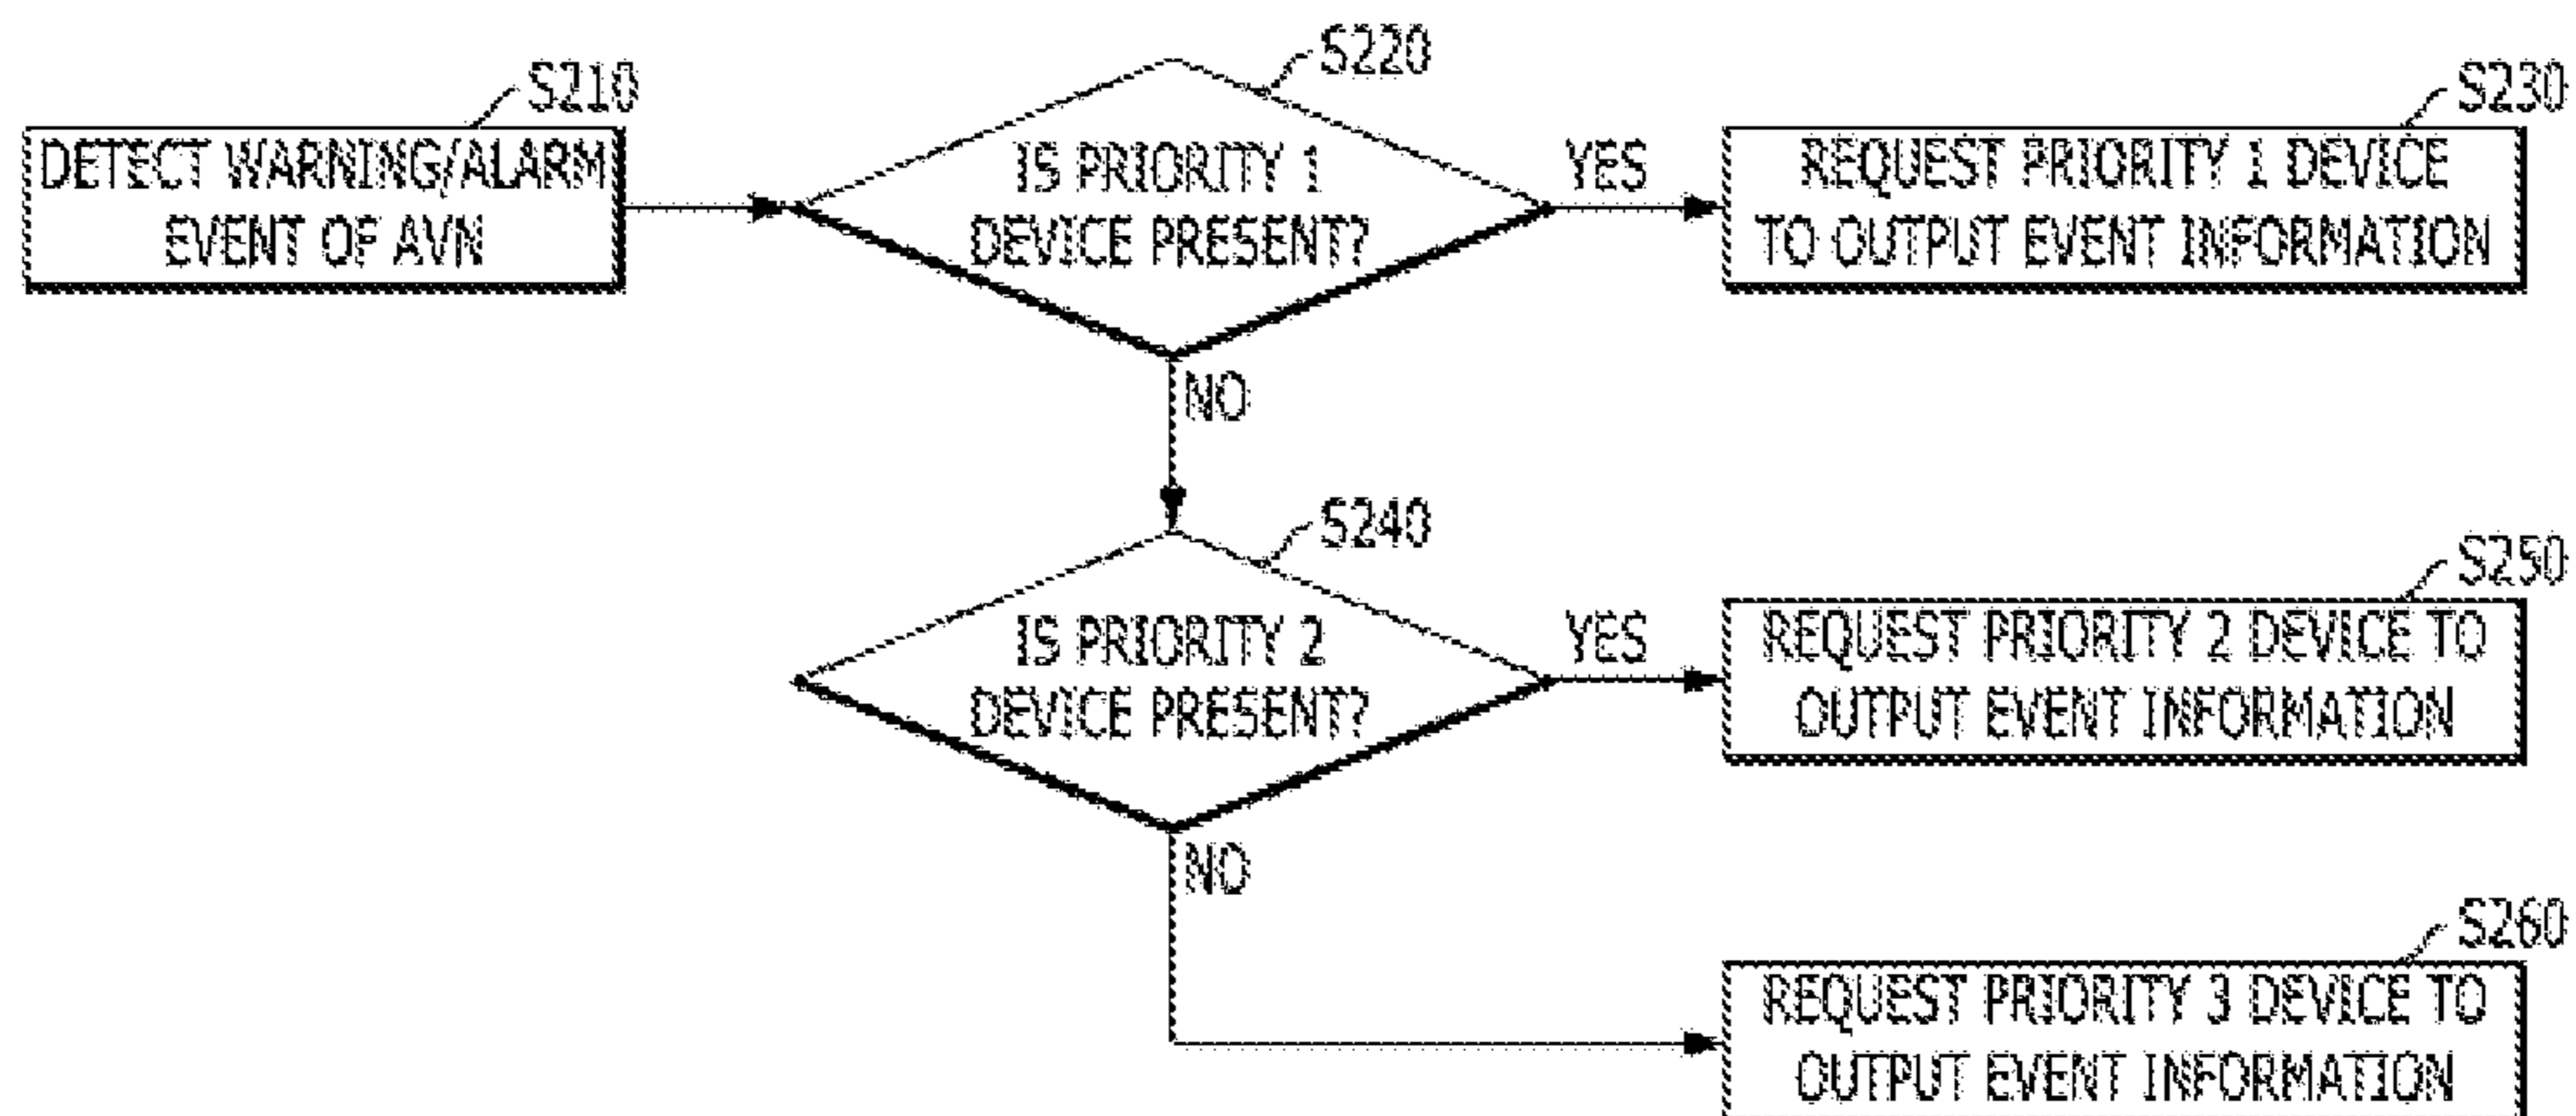 S210
DETECT WARNING/ALARM
EVENT OF AVN
S220
IS PRIORITY 1
DEVICE PRESENT?
YES
S230
REQUEST PRIORITY 1 DEVICE
TO OUTPUT EVENT INFORMATION
NO
S240
IS PRIORITY 2
DEVICE PRESENT?
YES
S250
REQUEST PRIORITY 2 DEVICE TO
OUTPUT EVENT INFORMATION
NO
S260
REQUEST PRIORITY 3 DEVICE TO
OUTPUT EVENT INFORMATION